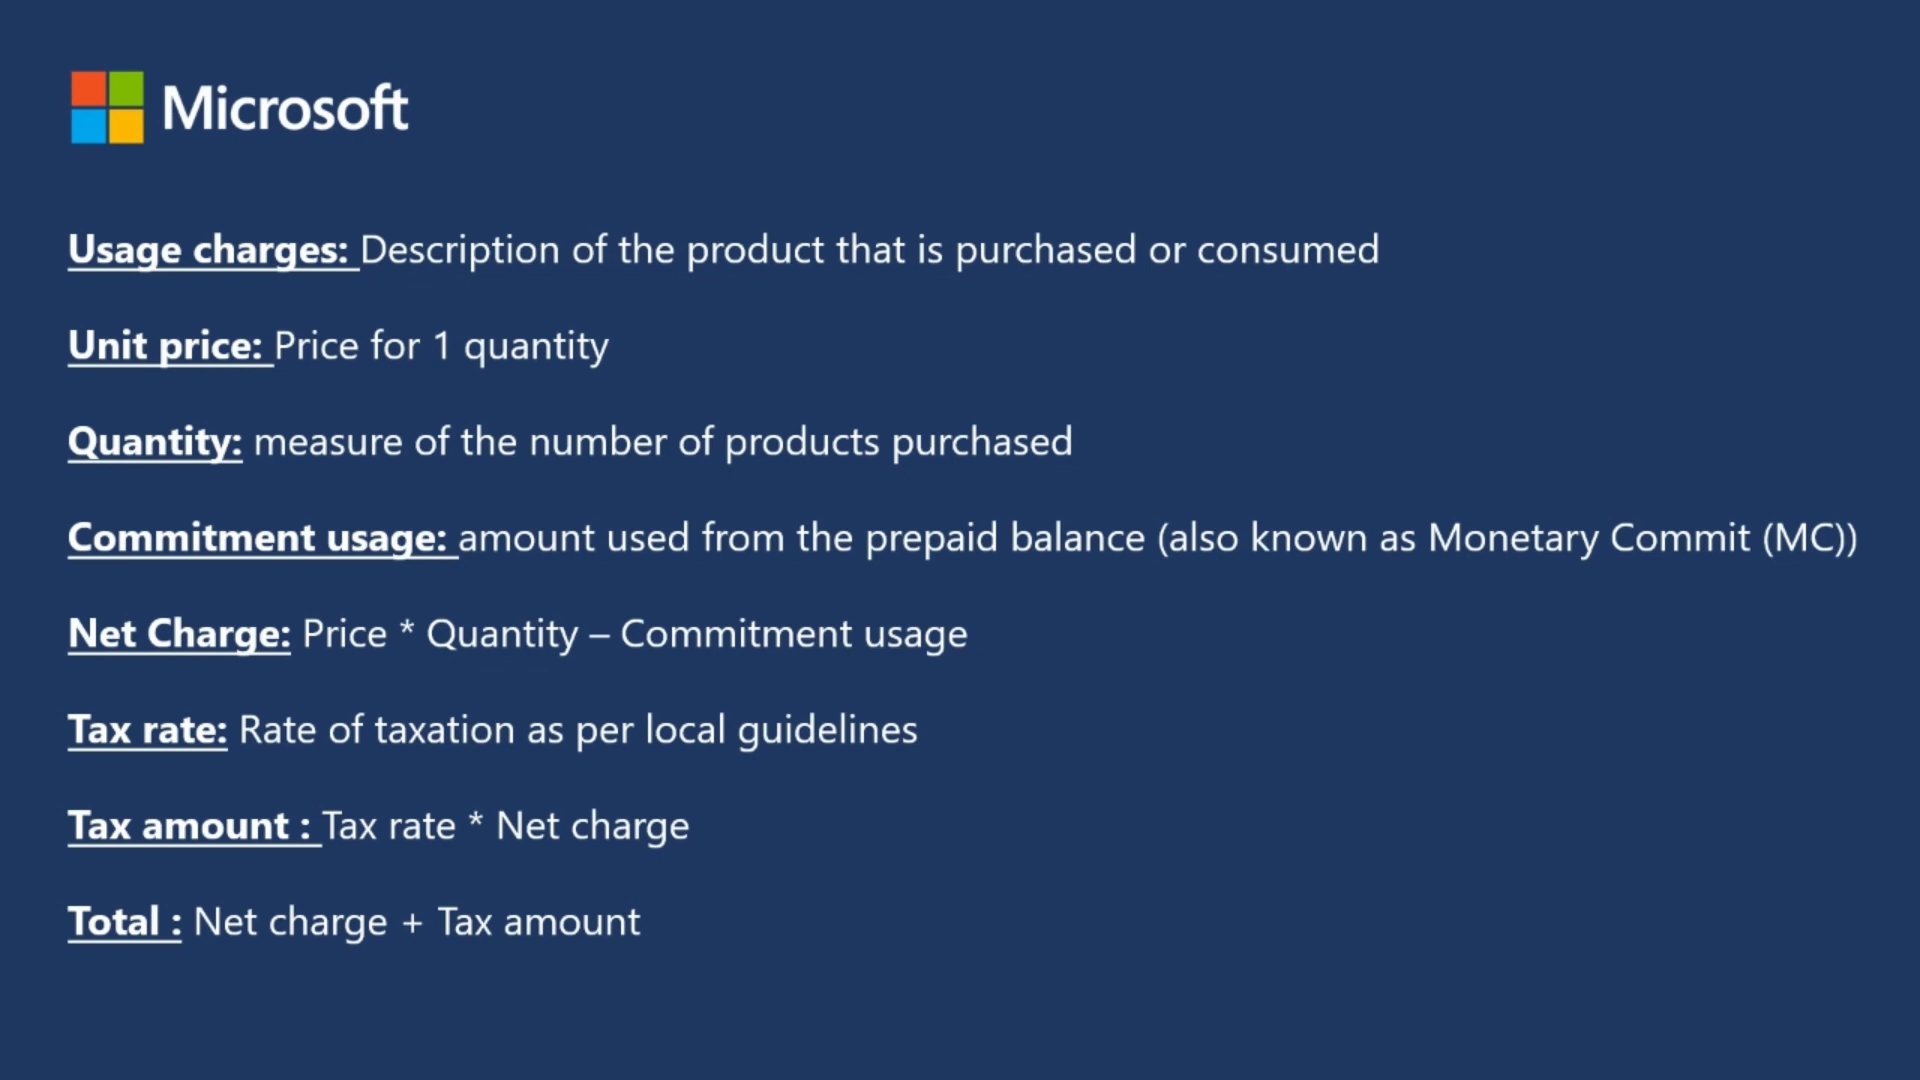 Microsoft
Usage charges: Description of the product that is purchased or consumed
Unit price: Price for 1 quantity
Quantity: measure of the number of products purchased
Commitment usage: amount used from the prepaid balance (also known as Monetary Commit (MC))
Net Charge: Price * Quantity – Commitment usage
Tax rate: Rate of taxation as per local guidelines
Tax amount : Tax rate * Net charge
Total : Net charge + Tax amount